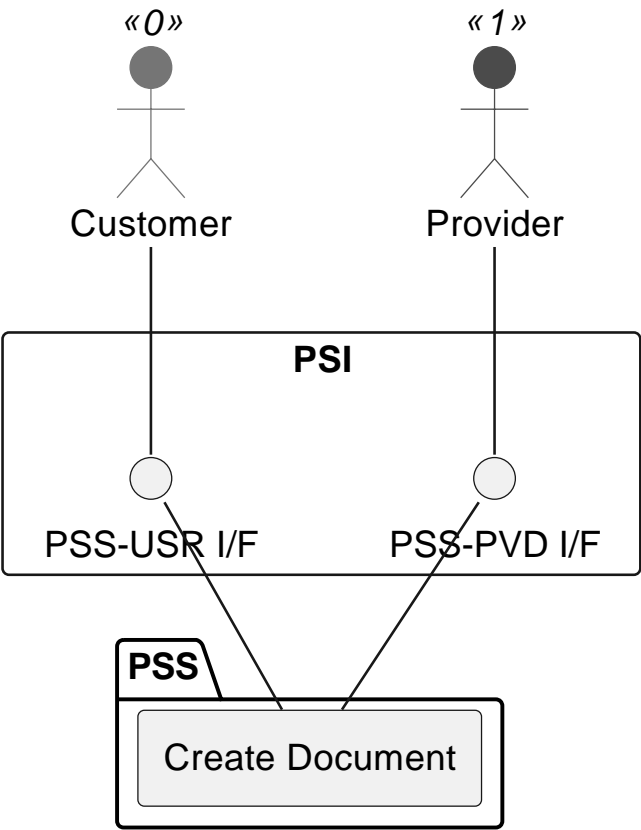 «0» «1»
Customer Provider
PSI
PSS-USR I/F PSS-PVD I/F
PSS
Create Document